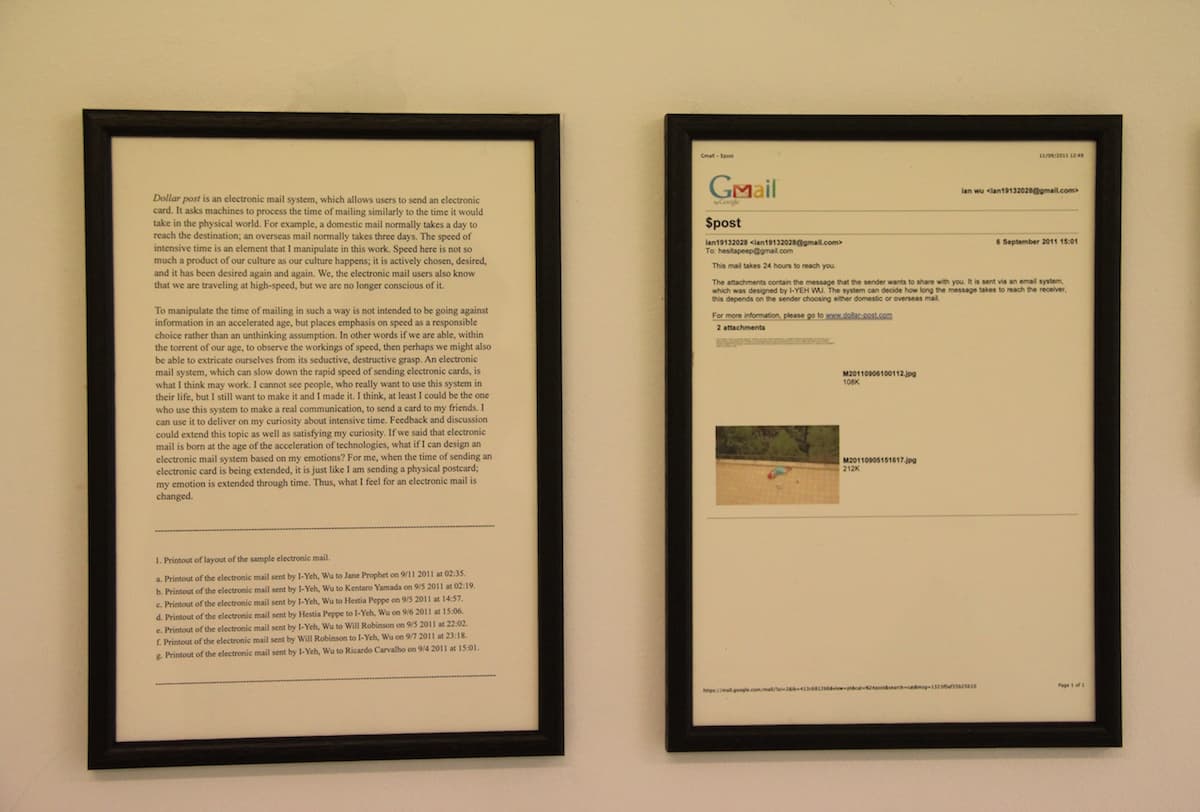 Dollar post is an electronic mail system, which allows users to send an electronic
card. It asks machines to process the time of mailing similarly to the time it would
take in the physical world. For example, a domestic mail normally takes a day to
reach the destination; an overseas mail normally takes three days. The speed of
intensive time is an element that I manipulate in this work. Speed here is not so
much a product of our culture as our culture happens; it is actively chosen, desired,
and it has been desired again and again. We, the electronic mail users also know
that we are traveling at high-speed, but we are no longer conscious of it.
To manipulate the time of mailing in such a way is not intended to be going against
information in an accelerated age, but places emphasis on speed as a responsible
choice rather than an unthinking assumption. In other words if we are able, within
the torrent of our age, to observe the workings of speed, then perhaps we might also
be able to extricate ourselves from its seductive, destructive grasp. An electronic
mail system, which can slow down the rapid speed of sending electronic cards, is
what I think may work. I cannot see people, who really want to use this system in
their life, but I still want to make it and I made it. I think, at least I could be the one
who use this system to make a real communication, to send a card to my friends. I
can use it to deliver on my curiosity about intensive time. Feedback and discussion
could extend this topic as well as satisfying my curiosity. If we said that electronic
mail is born at the age of the acceleration of technologies, what if I can design an
electronic mail system based on my emotions? For me, when the time of sending an
electronic card is being extended, it is just like I am sending a physical postcard;
my emotion is extended through time. Thus, what I feel for an electronic mail is
changed.
1. Printout of layout of the sample electronic mail.
a. Printout of the electronic mail sent by I-Yeh, Wu to Jane Prophet on 9/11 2011 at 02:35.
b. Printout of the electronic mail sent by I-Yeh, Wu to Kentaro Yamada on 9/5 2011 at 02:19.
c. Printout of the electronic mail sent by I-Yeh, Wu to Hestia Peppe on 9/5 2011 at 14:57.
d. Printout of the electronic mail sent by Hestia Peppe to I-Yeh, Wu on 9/6 2011 at 15:06.
e. Printout of the electronic mail sent by I-Yeh, Wu to Will Robinson on 9/5 2011 at 22:02.
f. Printout of the electronic mail sent by Will Robinson to I-Yeh, Wu on 9/7 2011 at 23:18.
g. Printout of the electronic mail sent by I-Yeh, Wu to Ricardo Carvalho on 9/4 2011 at 15:01.
Gmail - $post
12:49
Gmail
by Google
ian wu <ian19132028@gmail.com>
$post
ian19132028 <ian19132028@gmail.com>
6 September 2011 15:01
To: hesitapeep@gmail.com
This mail takes 24 hours to reach you.
The attachments contain the message that the sender wants to share with you. It is sent via an email system,
which was designed by I-YEH WU. The system can decide how long the message takes to reach the receiver,
this depends on the sender choosing either domestic or overseas mail.
For more information, please go to www.dollar-post.com
2 attachments
M20110906100112.jpg
108K
M20110905151617.jpg
212K
Page 1 of 1